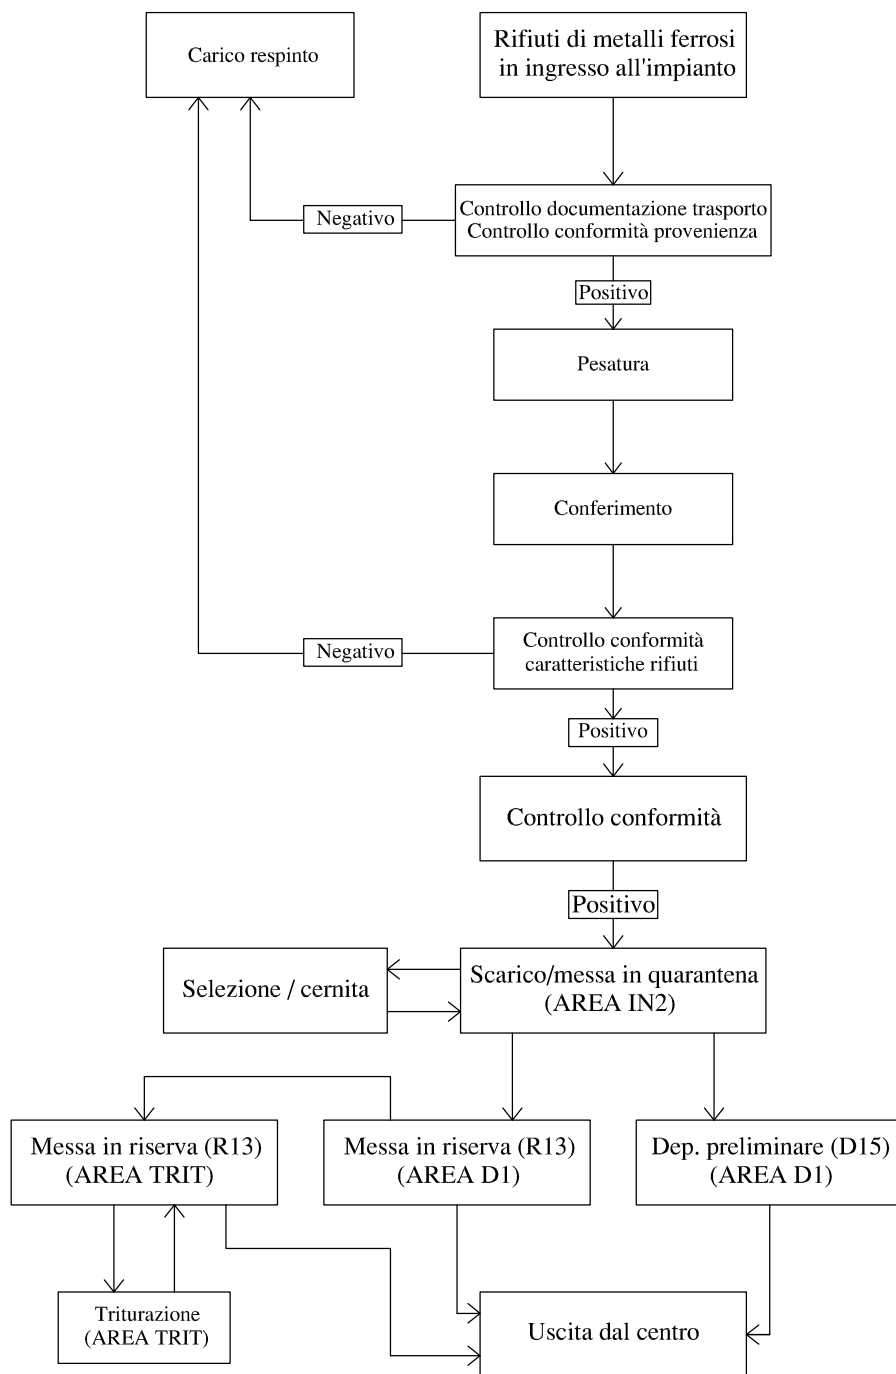 Carico respinto
Rifiuti di metalli ferrosi
in ingresso all'impianto
Negativo
Controllo documentazione trasporto
Controllo conformità provenienza
Positivo
Pesatura
Conferimento
Negativo
Controllo conformità
caratteristiche rifiuti
Positivo
Controllo conformità
Positivo
Selezione / cernita
Scarico/messa in quarantena
(AREA IN2)
Messa in riserva (R13)
(AREA TRIT)
Messa in riserva (R13)
(AREA D1)
Dep. preliminare (D15)
(AREA D1)
Triturazione
(AREA TRIT)
Uscita dal centro